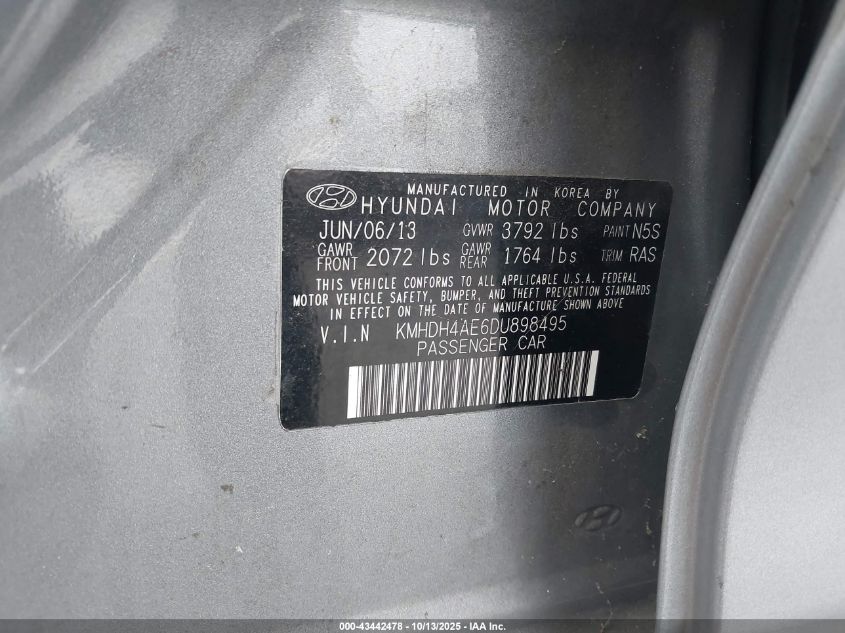 MANUFACTURED IN KOREA BY
HYUNDAI MOTOR COMPANY
JUN/06/13 GVWR 3792 lbs PAINT N5S
GAWR FRONT 2072 lbs GAWR REAR 1764 lbs TRIM RAS
THIS VEHICLE CONFORMS TO ALL APPLICABLE U.S.A. FEDERAL
MOTOR VEHICLE SAFETY, BUMPER, AND THEFT PREVENTION STANDARDS
IN EFFECT ON THE DATE OF MANUFACTURE SHOWN ABOVE
V.I.N KMHDH4AE6DU898495
PASSENGER CAR
000-43442478 - 10/13/2025 - IAA Inc.